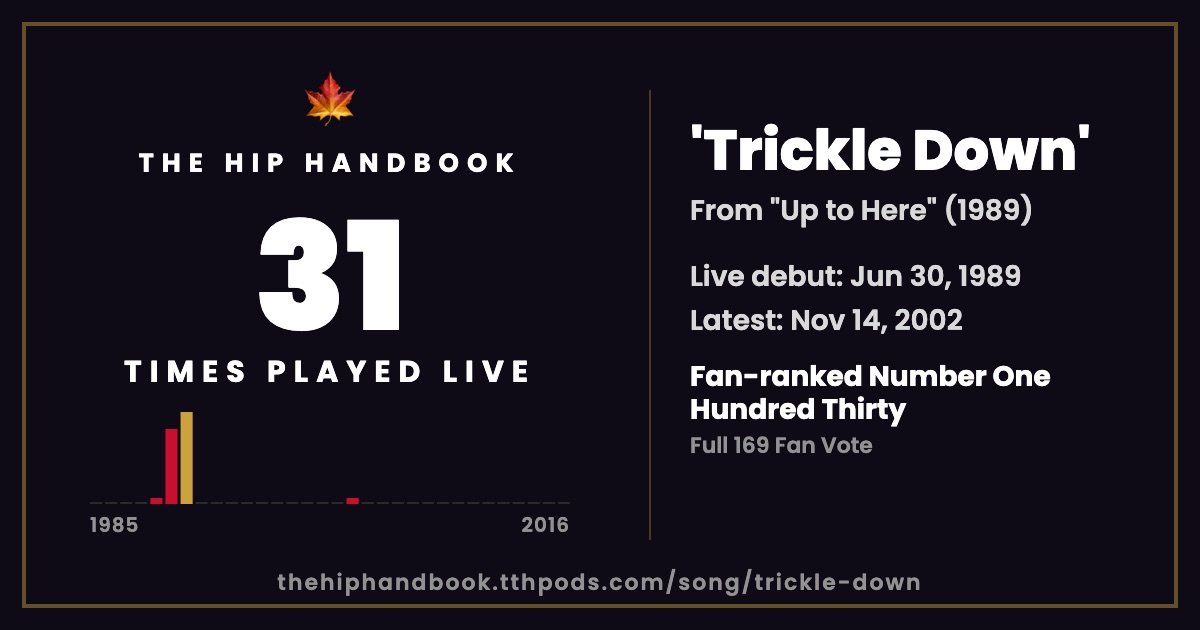 THE HIP HANDBOOK
31
TIMES PLAYED LIVE
1985
2016
'Trickle Down'
From "Up to Here" (1989)
Live debut: Jun 30, 1989
Latest: Nov 14, 2002
Fan-ranked Number One
Hundred Thirty
Full 169 Fan Vote
thehiphandbook.tthpods.com/song/trickle-down